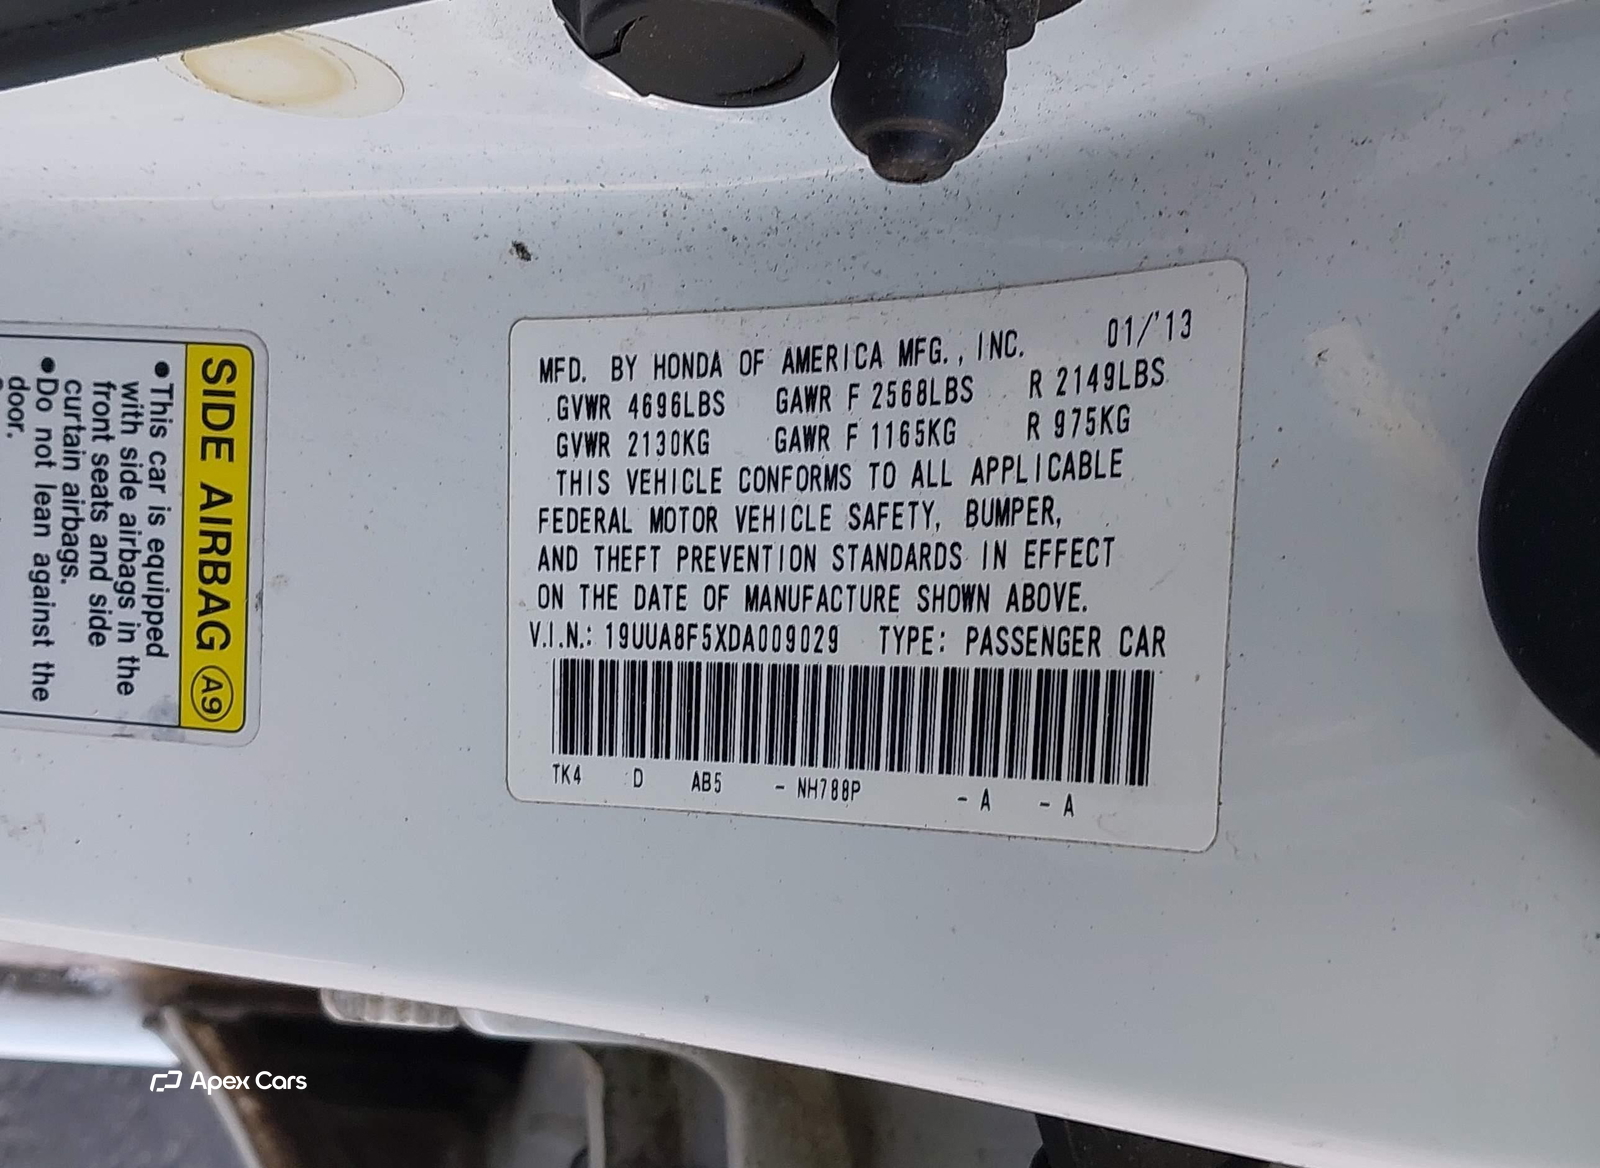 MFD. BY HONDA OF AMERICA MFG., INC. 01/'13
GVWR 4696LBS GAWR F 2568LBS R 2149LBS
GVWR 2130KG GAWR F 1165KG R 975KG
THIS VEHICLE CONFORMS TO ALL APPLICABLE
FEDERAL MOTOR VEHICLE SAFETY, BUMPER,
AND THEFT PREVENTION STANDARDS IN EFFECT
ON THE DATE OF MANUFACTURE SHOWN ABOVE.
V.I.N.: 19UUA8F5XDA009029 TYPE: PASSENGER CAR
TK4 D AB5 - NH788P - A - A
SIDE AIRBAG A9
●This car is equipped
with side airbags in the
front seats and side
curtain airbags.
●Do not lean against the
door.
Apex Cars